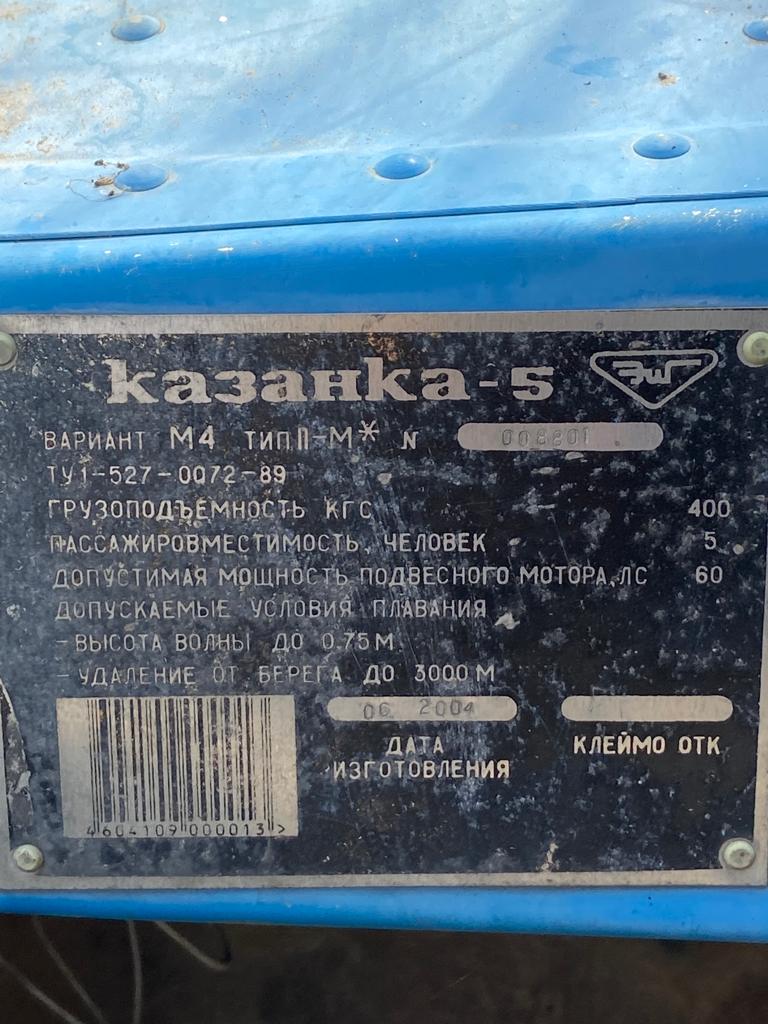 казанка-5
ВАРИАНТ М4 ТИП II-М* N 008801
ТУ1-527-0072-89
ГРУЗОПОДЪЕМНОСТЬ КГС 400
ПАССАЖИРОВМЕСТИМОСТЬ, ЧЕЛОВЕК 5
ДОПУСТИМАЯ МОЩНОСТЬ ПОДВЕСНОГО МОТОРА, ЛС 60
ДОПУСКАЕМЫЕ УСЛОВИЯ ПЛАВАНИЯ
- ВЫСОТА ВОЛНЫ ДО 0.75 М
- УДАЛЕНИЕ ОТ БЕРЕГА ДО 3000 М
06 2004
ДАТА ИЗГОТОВЛЕНИЯ
КЛЕЙМО ОТК
4604109000013>